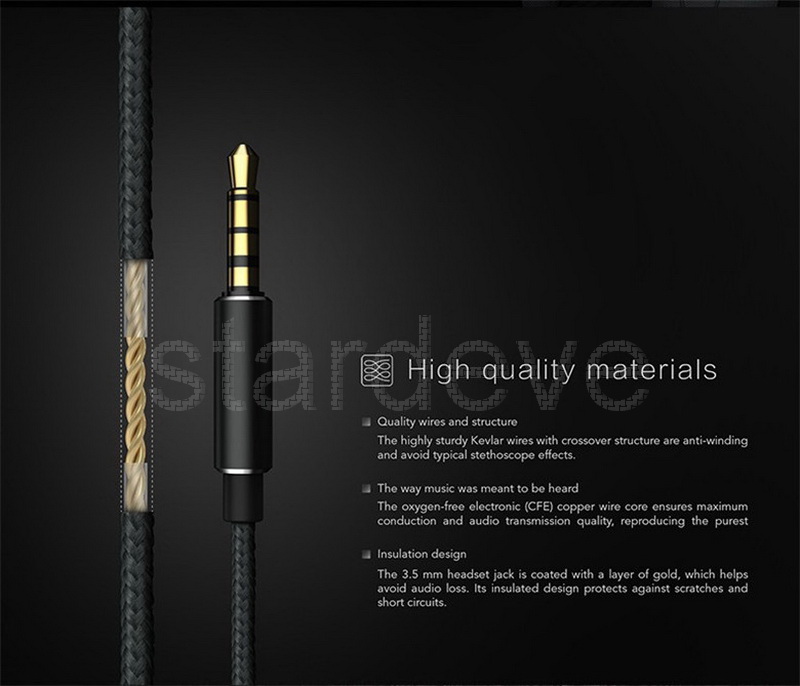 stardeve
High quality materials
Quality wires and structure
The highly sturdy Kevlar wires with crossover structure are anti-winding
and avoid typical stethoscope effects.
The way music was meant to be heard
The oxygen-free electronic (CFE) copper wire core ensures maximum
conduction and audio transmission quality, reproducing the purest
Insulation design
The 3.5 mm headset jack is coated with a layer of gold, which helps
avoid audio loss. Its insulated design protects against scratches and
short circuits.